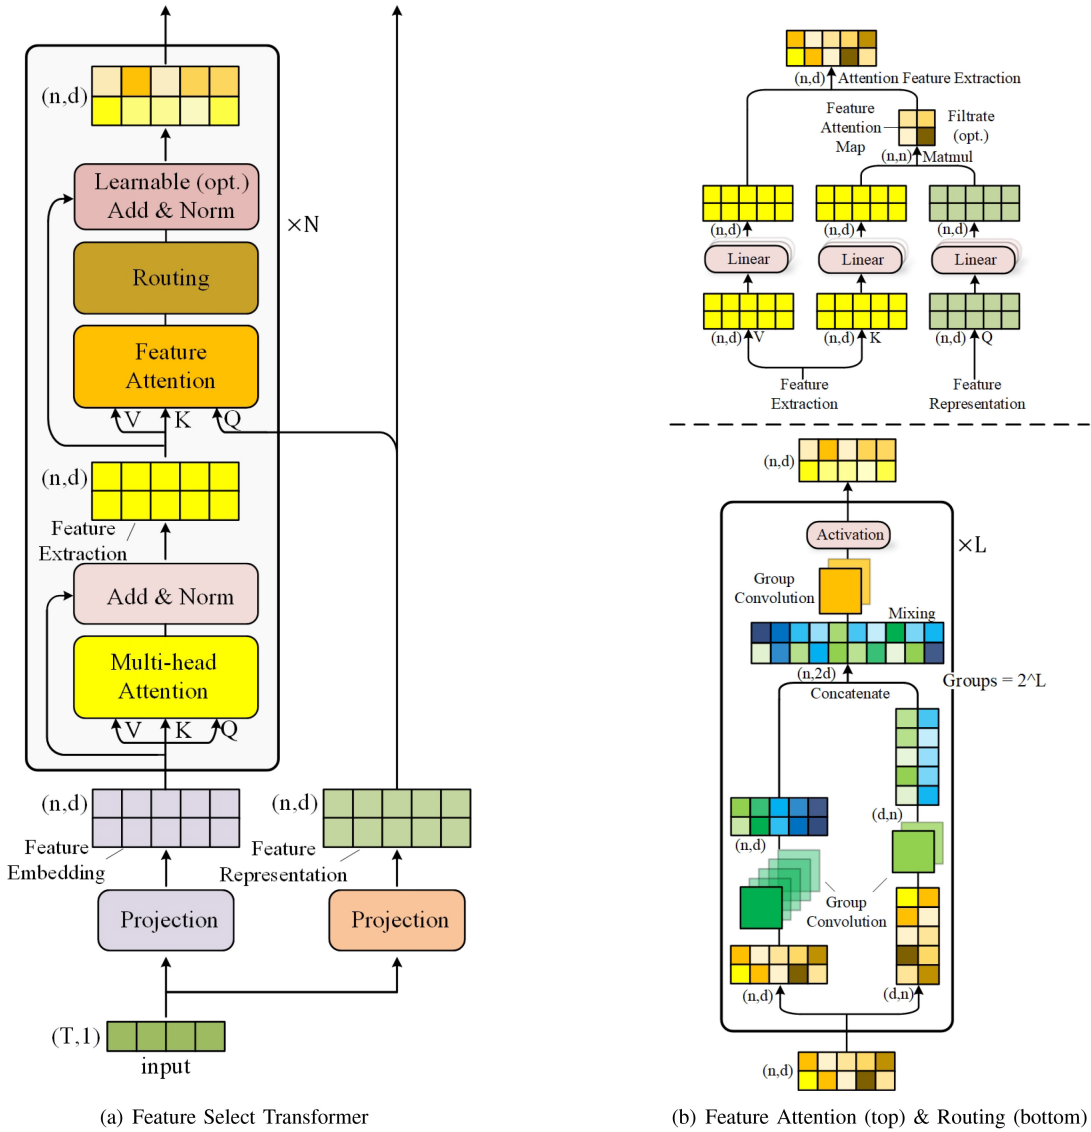 (n,d)
Learnable (opt.)
Add & Norm
×N
Routing
Feature
Attention
V
K
Q
(n,d)
Feature
Extraction
Add & Norm
Multi-head
Attention
V
K
Q
(n,d)
(n,d)
Feature
Embedding
Feature
Representation
Projection
Projection
(T,1)
input
(a) Feature Select Transformer
(n,d)
Attention Feature Extraction
Feature
Attention
Map
Filtrate
(opt.)
(n,n)
Matmul
(n,d)
(n,d)
(n,d)
Linear
Linear
Linear
(n,d)
V
(n,d)
K
(n,d)
Q
Feature
Extraction
Feature
Representation
(n,d)
Activation
×L
Group
Convolution
Mixing
(n,2d)
Concatenate
Groups = 2^L
(n,d)
(d,n)
Group
Convolution
(n,d)
(d,n)
(n,d)
(b) Feature Attention (top) & Routing (bottom)